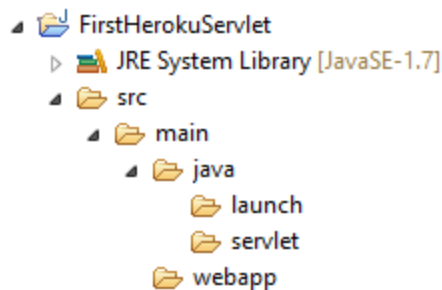 FirstHerokuServlet
JRE System Library [JavaSE-1.7]
src
main
java
launch
servlet
webapp